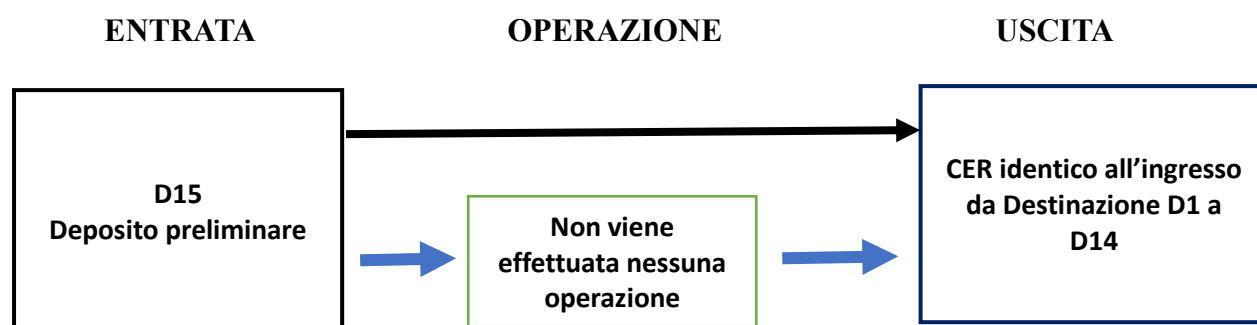 ENTRATA
OPERAZIONE
USCITA
D15
Deposito preliminare
Non viene
effettuata nessuna
operazione
CER identico all’ingresso
da Destinazione D1 a
D14